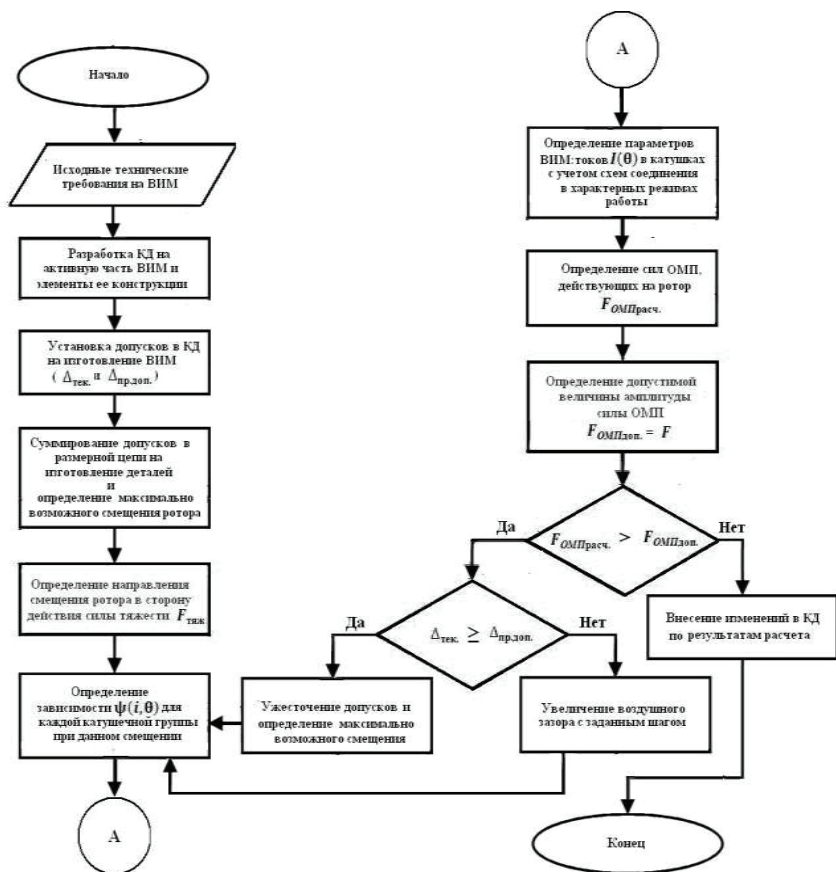 Начало
Исходные технические
требования на ВИМ
Разработка КД на
активную часть ВИМ и
элементы ее конструкции
Установка допусков в КД
на изготовление ВИМ
( Δтек. и Δпр.доп. )
Суммирование допусков в
размерной цепи на
изготовление деталей
и
определение максимально
возможного смещения ротора
Определение направления
смещения ротора в сторону
действия силы тяжести Fтяж
Определение
зависимости ψ(i,θ) для
каждой катушечной группы
при данном смещении
А
А
Определение параметров
ВИМ:токов I(θ) в катушках
с учетом схем соединения
в характерных режимах
работы
Определение сил ОМП,
действующих на ротор
FОМПрасч.
Определение допустимой
величины амплитуды
силы ОМП
FОМПдоп. = F
Да
FОМПрасч. > FОМПдоп.
Нет
Да
Δтек. ≥ Δпр.доп.
Нет
Внесение изменений в КД
по результатам расчета
Ужесточение допусков и
определение максимально
возможного смещения
Увеличение воздушного
зазора с заданным шагом
Конец